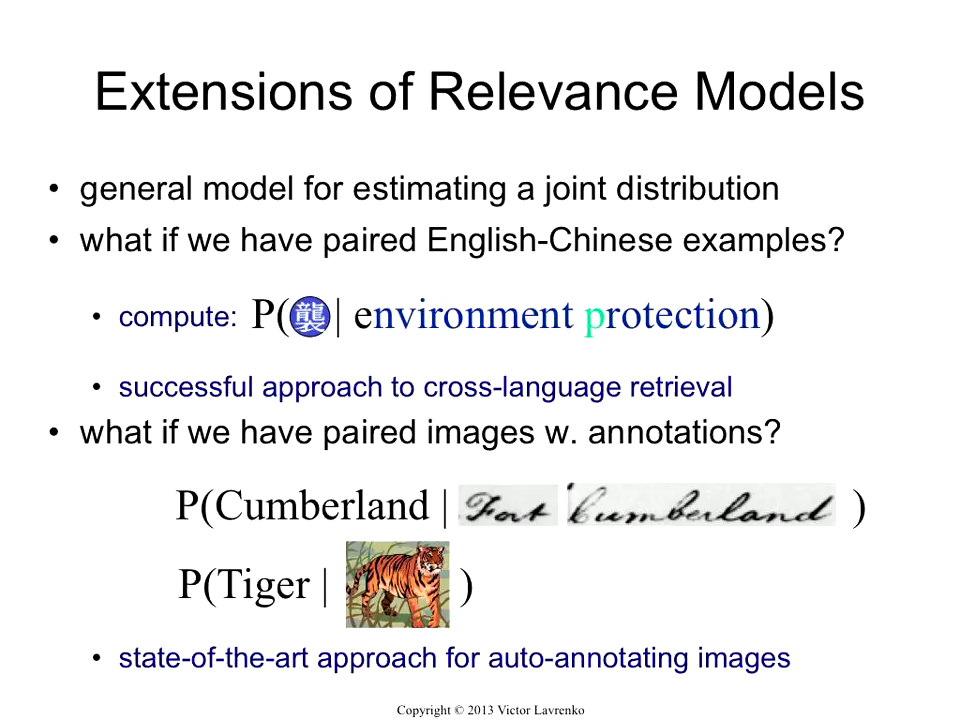 Extensions of Relevance Models
• general model for estimating a joint distribution
• what if we have paired English-Chinese examples?
• compute: P(襲 | environment protection)
• successful approach to cross-language retrieval
• what if we have paired images w. annotations?
P(Cumberland | Fort Cumberland )
P(Tiger | )
• state-of-the-art approach for auto-annotating images
Copyright © 2013 Victor Lavrenko